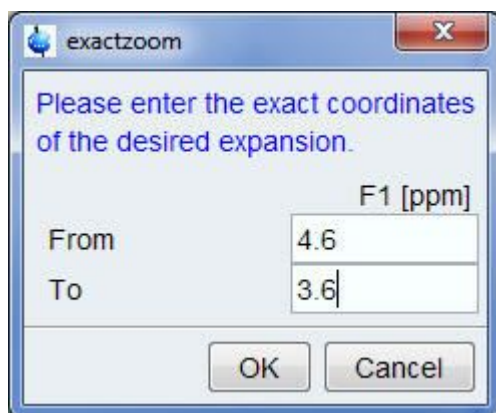 exactzoom
Please enter the exact coordinates
of the desired expansion.
F1 [ppm]
From 4.6
To 3.6
OK Cancel